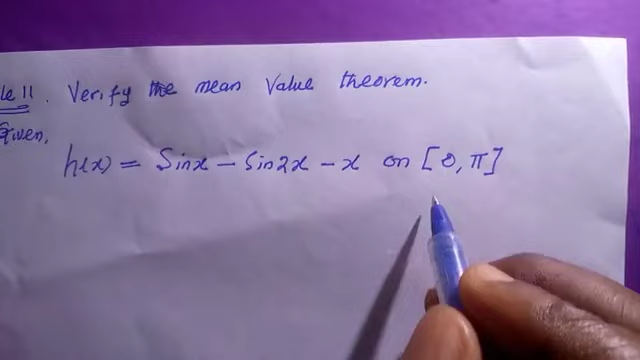 le 11. Verify the mean Value theorem.
Given,
h(x) = Sinx - Sin2x - x on [0, π]